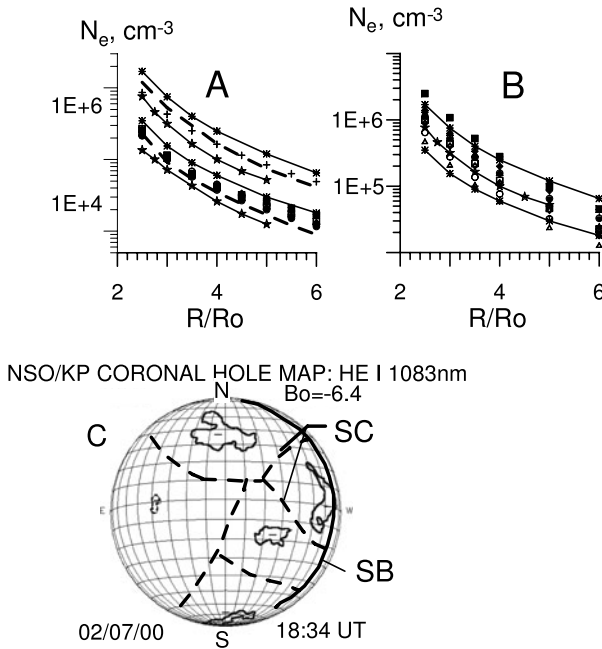 Nₑ, cm⁻³
Nₑ, cm⁻³
A
B
1E+6
1E+4
1E+6
1E+5
2
4
6
2
4
6
R/Ro
R/Ro
NSO/KP CORONAL HOLE MAP: HE I 1083nm
N
Bo=-6.4
C
SC
E
W
SB
02/07/00
S
18:34 UT